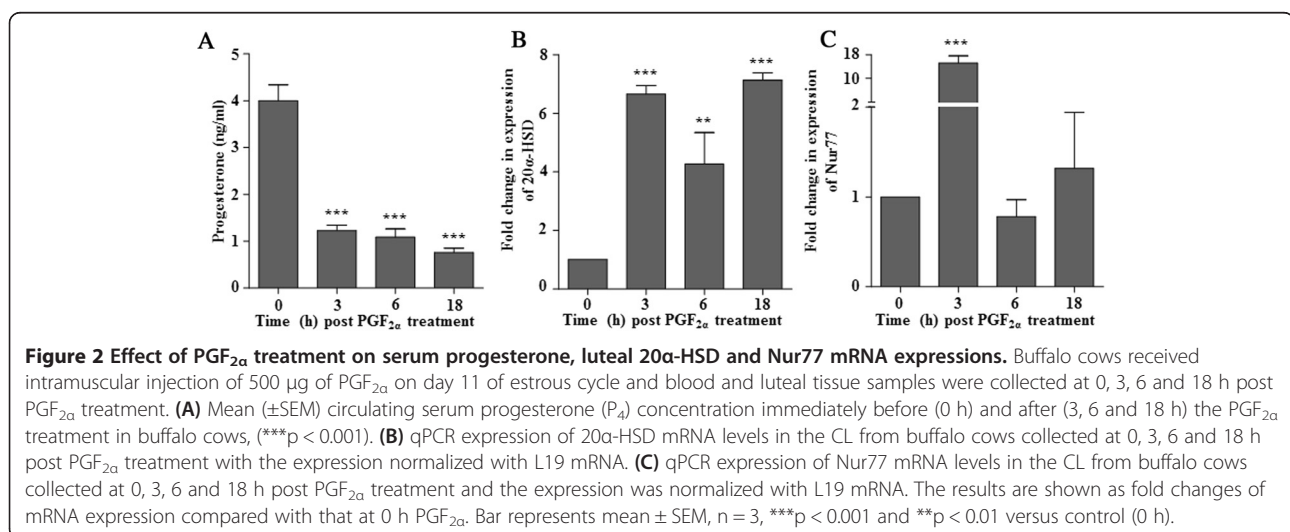 A
Progesterone (ng/ml)
5
4
3
2
1
0
***
***
***
0 3 6 18
Time (h) post PGF2α treatment
B
Fold change in expression
of 20α-HSD
8
6
4
2
0
***
**
***
0 3 6 18
Time (h) post PGF2α treatment
C
Fold change in expression
of Nur77
18
10
2
1
0
***
0 3 6 18
Time (h) post PGF2α treatment
Figure 2 Effect of PGF2α treatment on serum progesterone, luteal 20α-HSD and Nur77 mRNA expressions. Buffalo cows received
intramuscular injection of 500 μg of PGF2α on day 11 of estrous cycle and blood and luteal tissue samples were collected at 0, 3, 6 and 18 h post
PGF2α treatment. (A) Mean (±SEM) circulating serum progesterone (P4) concentration immediately before (0 h) and after (3, 6 and 18 h) the PGF2α
treatment in buffalo cows, (***p < 0.001). (B) qPCR expression of 20α-HSD mRNA levels in the CL from buffalo cows collected at 0, 3, 6 and 18 h
post PGF2α treatment with the expression normalized with L19 mRNA. (C) qPCR expression of Nur77 mRNA levels in the CL from buffalo cows
collected at 0, 3, 6 and 18 h post PGF2α treatment and the expression was normalized with L19 mRNA. The results are shown as fold changes of
mRNA expression compared with that at 0 h PGF2α. Bar represents mean ± SEM, n = 3, ***p < 0.001 and **p < 0.01 versus control (0 h).